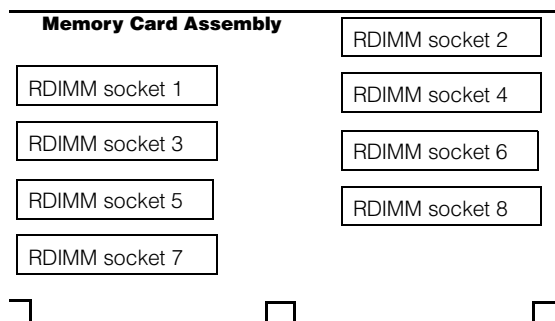 Memory Card Assembly
RDIMM socket 2
RDIMM socket 1
RDIMM socket 4
RDIMM socket 3
RDIMM socket 6
RDIMM socket 5
RDIMM socket 8
RDIMM socket 7